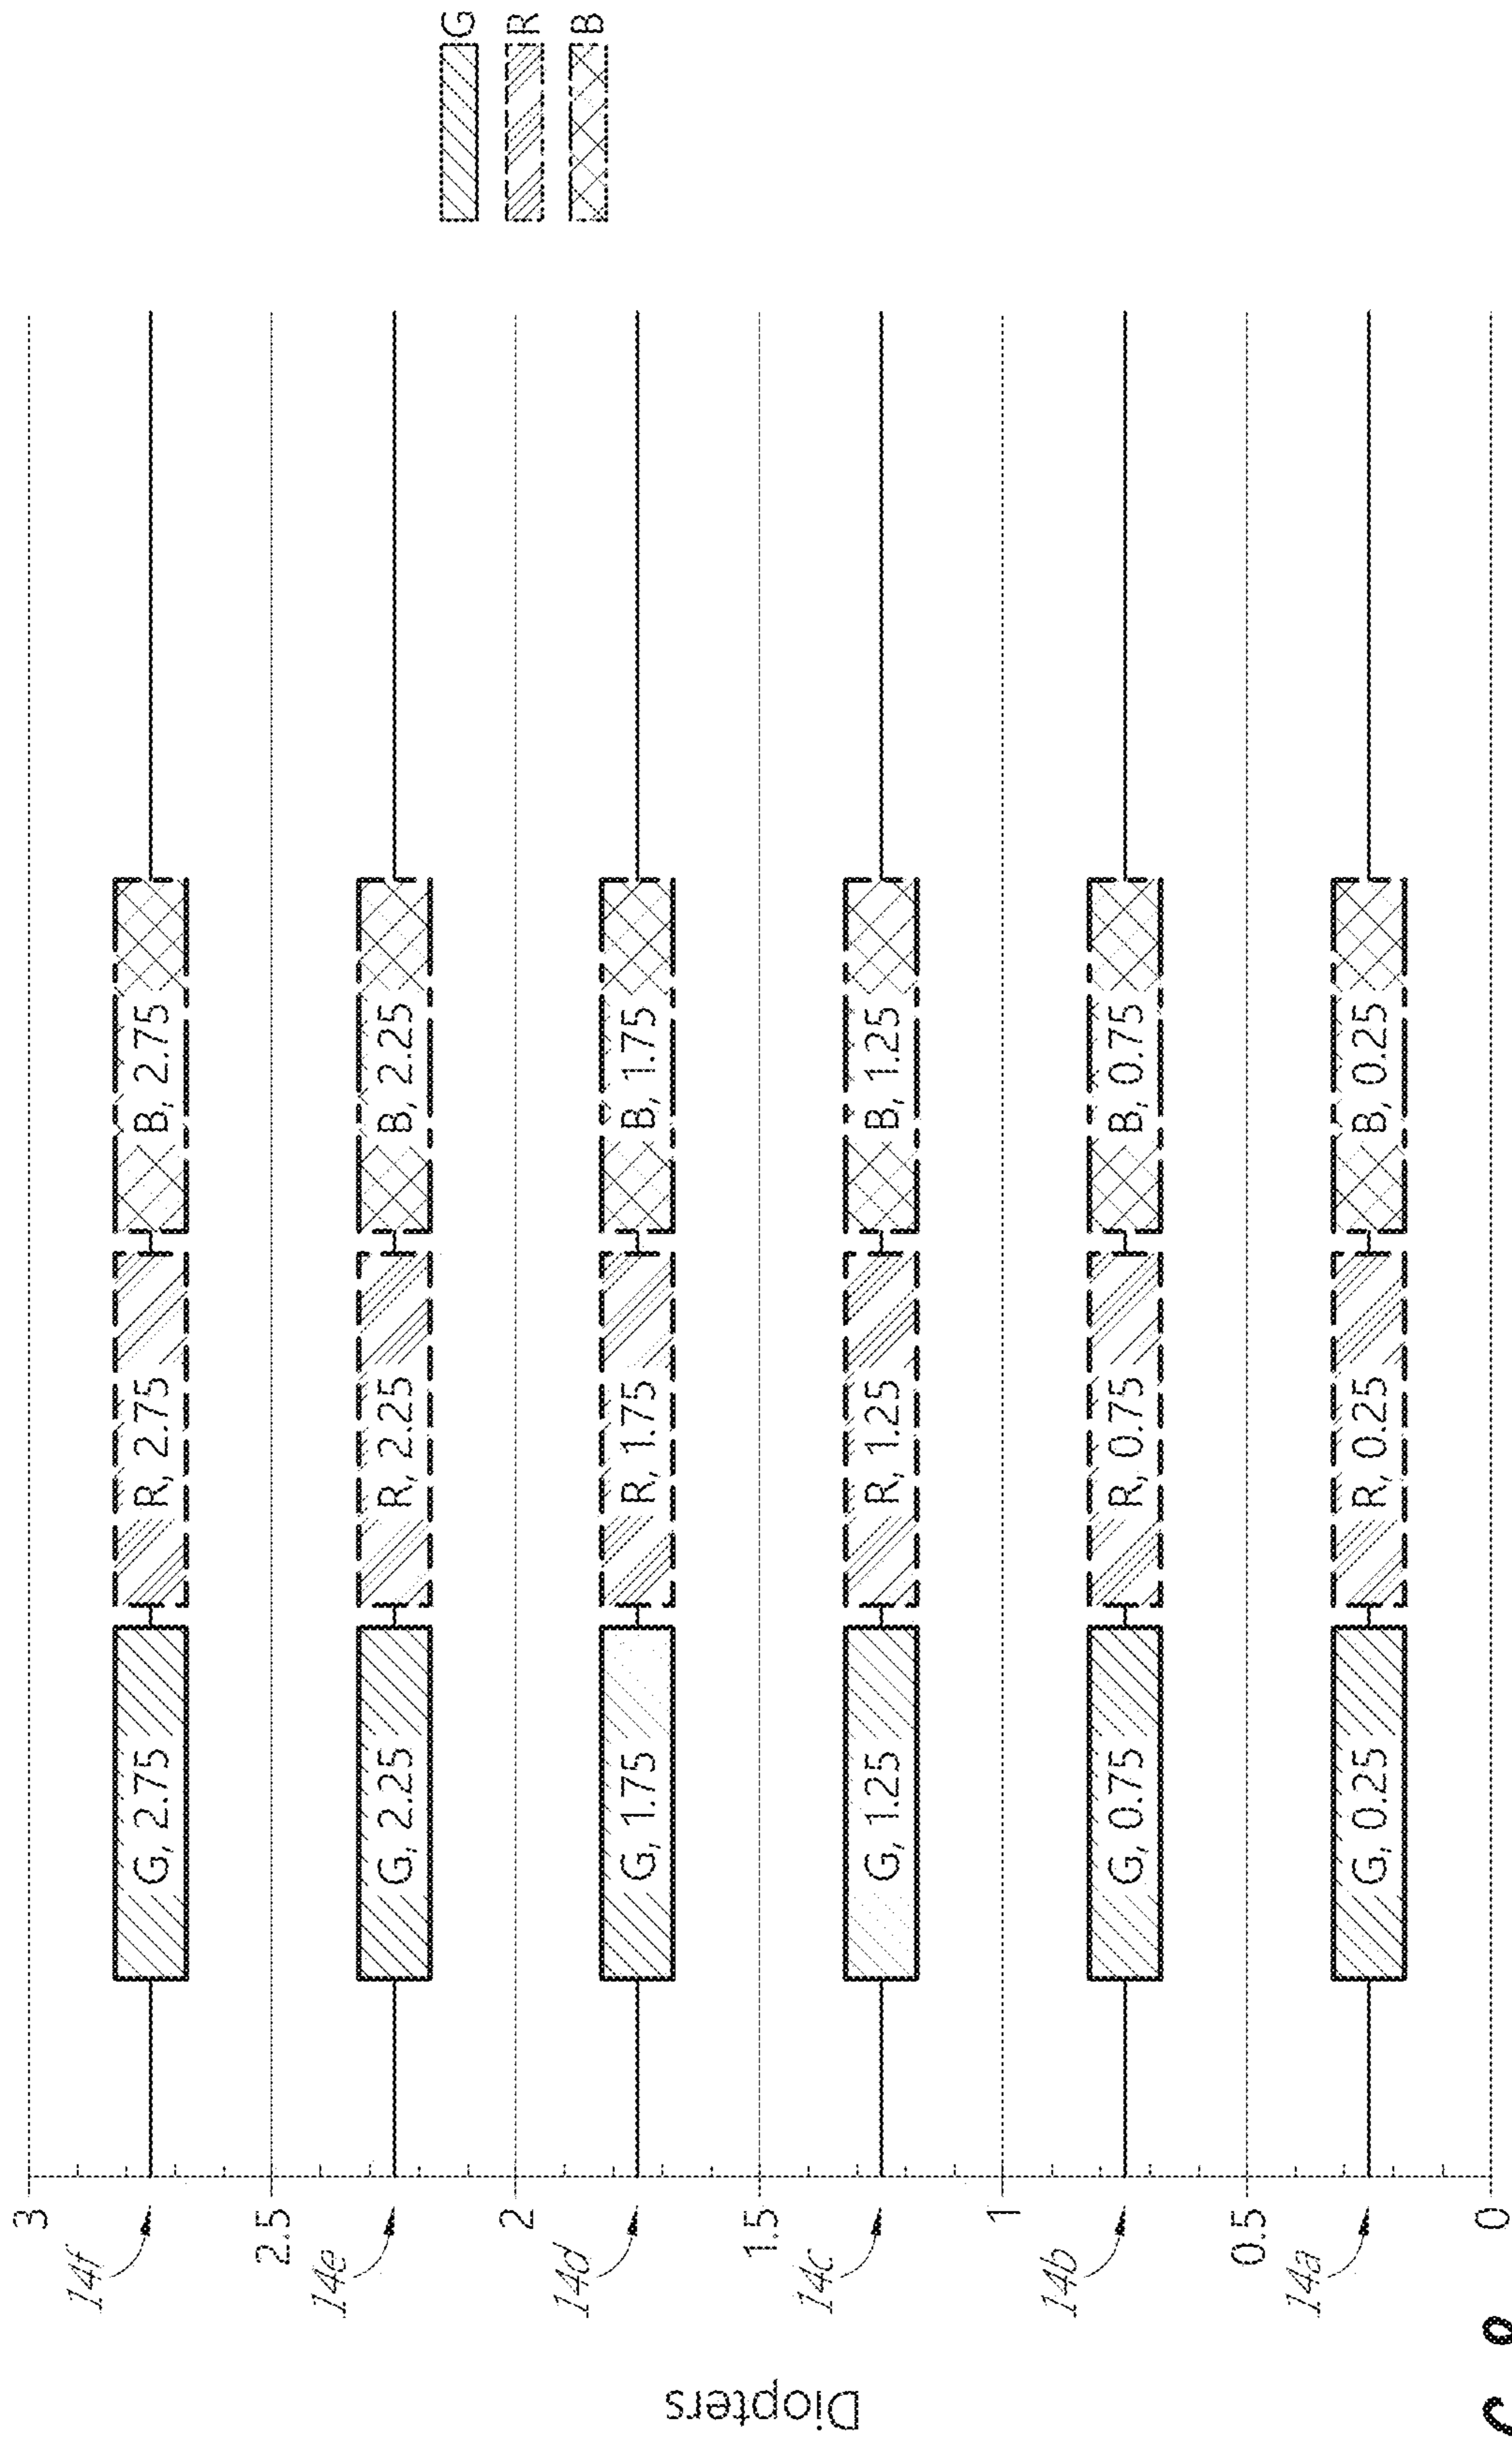 G
R
B
3
14f
G, 2.75 R, 2.75 B, 2.75
2.5
14e
G, 2.25 R, 2.25 B, 2.25
2
14d
G, 1.75 R, 1.75 B, 1.75
1.5
14c
G, 1.25 R, 1.25 B, 1.25
1
14b
G, 0.75 R, 0.75 B, 0.75
0.5
14a
G, 0.25 R, 0.25 B, 0.25
0
Diopters